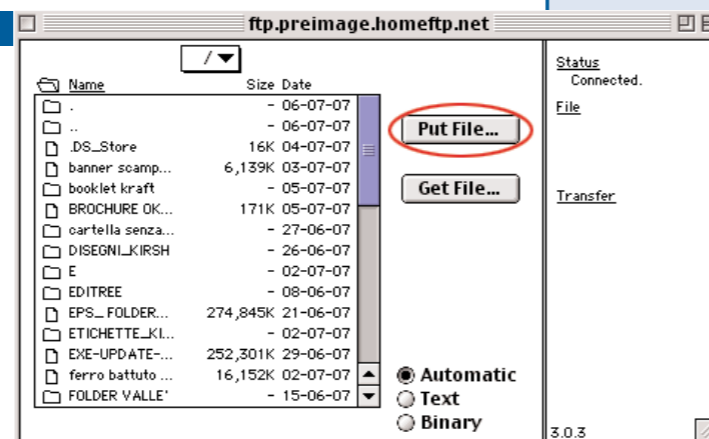 ftp.preimage.homeftp.net
/
Name Size Date
. - 06-07-07
.. - 06-07-07
.DS_Store 16K 04-07-07
banner scamp... 6,139K 03-07-07
booklet kraft - 05-07-07
BROCHURE OK... 171K 05-07-07
cartella senza... - 27-06-07
DISEGNI_KIRSH - 26-06-07
E - 02-07-07
EDITREE - 08-06-07
EPS_FOLDER... 274,845K 21-06-07
ETICHETTE_KI... - 02-07-07
EXE-UPDATE-... 252,301K 29-06-07
ferro battuto ... 16,152K 02-07-07
FOLDER VALLE' - 15-06-07
Put File...
Get File...
Automatic
Text
Binary
Status
Connected.
File
Transfer
3.0.3